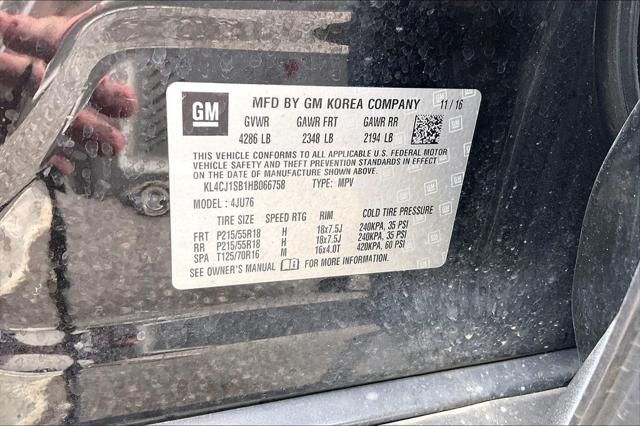 GM
MFD BY GM KOREA COMPANY 11/16
GVWR GAWR FRT GAWR RR
4286 LB 2348 LB 2194 LB
THIS VEHICLE CONFORMS TO ALL APPLICABLE U.S. FEDERAL MOTOR
VEHICLE SAFETY AND THEFT PREVENTION STANDARDS IN EFFECT
ON THE DATE OF MANUFACTURE SHOWN ABOVE.
KL4CJ1SB1HB066758 TYPE: MPV
MODEL: 4JU76
TIRE SIZE SPEED RTG RIM COLD TIRE PRESSURE
FRT P215/55R18 H 18x7.5J 240KPA, 35 PSI
RR P215/55R18 H 18x7.5J 240KPA, 35 PSI
SPA T125/70R16 M 16x4.0T 420KPA, 60 PSI
SEE OWNER'S MANUAL FOR MORE INFORMATION.